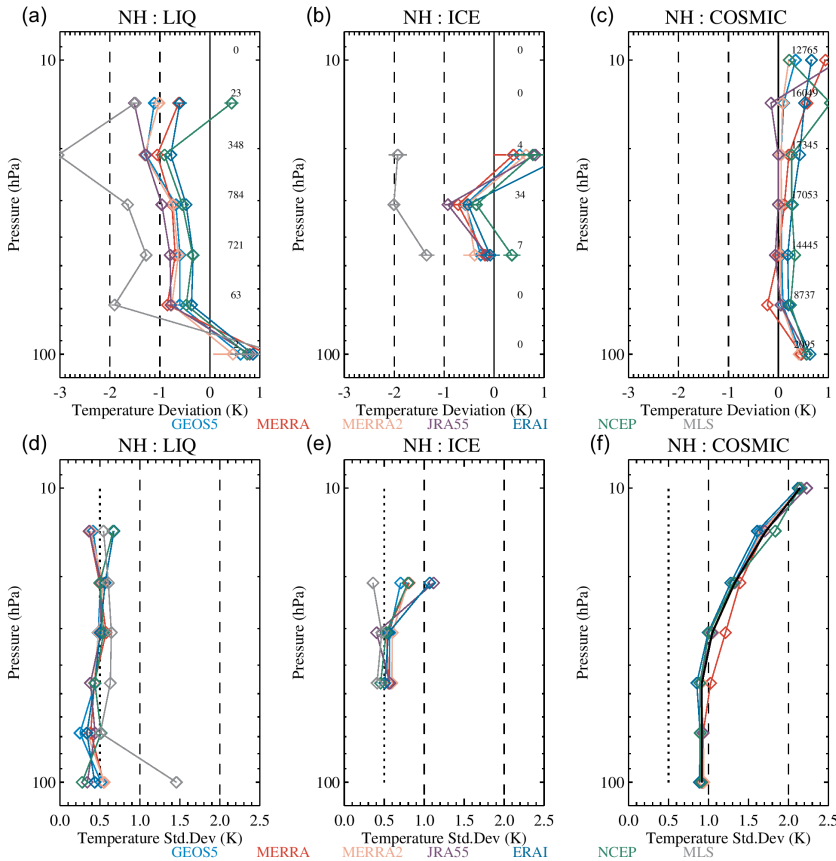 (a) NH : LIQ
(b) NH : ICE
(c) NH : COSMIC
0 0 12765
10 10 10
23 0 16049
348 4 17345
784 34 17053
721 7 14445
63 0 8737
0 2095
100 100 100
Pressure (hPa) Pressure (hPa) Pressure (hPa)
-3 -2 -1 0 1 -3 -2 -1 0 1 -3 -2 -1 0 1
Temperature Deviation (K) Temperature Deviation (K) Temperature Deviation (K)
GEOS5 MERRA MERRA2 JRA55 ERAI NCEP MLS
(d) NH : LIQ
(e) NH : ICE
(f) NH : COSMIC
10 10 10
Pressure (hPa) Pressure (hPa) Pressure (hPa)
100 100 100
0.0 0.5 1.0 1.5 2.0 2.5 0.0 0.5 1.0 1.5 2.0 2.5 0.0 0.5 1.0 1.5 2.0 2.5
Temperature Std.Dev (K) Temperature Std.Dev (K) Temperature Std.Dev (K)
GEOS5 MERRA MERRA2 JRA55 ERAI NCEP MLS